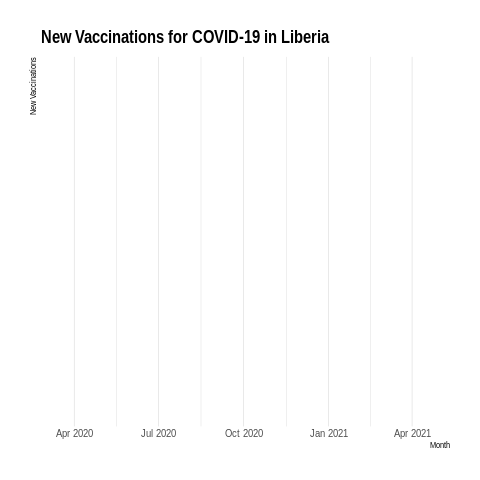 New Vaccinations for COVID-19 in Liberia
New Vaccinations
Apr 2020 Jul 2020 Oct 2020 Jan 2021 Apr 2021
Month